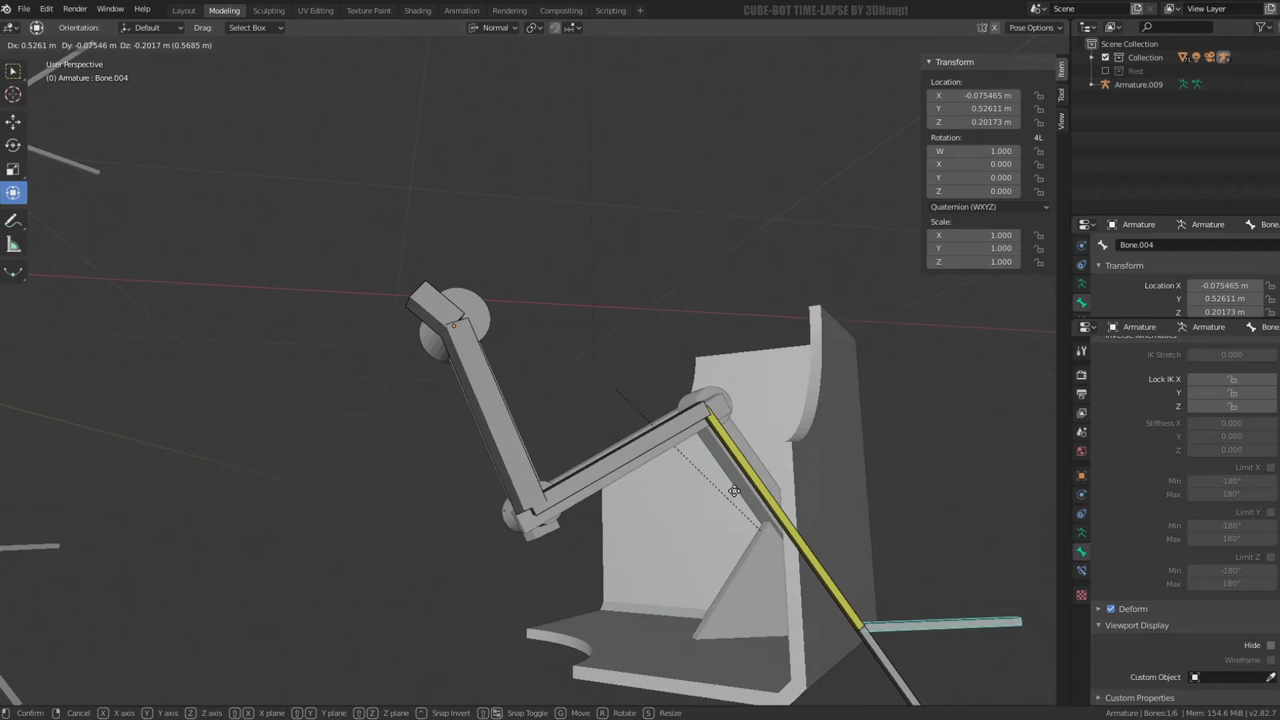 File Edit Render Window Help Layout Modeling Sculpting UV Editing Texture Paint Shading Animation Rendering Compositing Scripting CUBE-BOT TIME-LAPSE BY 3DHaupt Scene View Layer
Orientation: Default Drag: Select Box Normal X Pose Options
Dx: 0.5261 m Dy: -0.07546 m Dz: -0.2017 m (0.5685 m)
User Perspective
(0) Armature : Bone.004
Transform
Location:
X -0.075465 m
Y 0.52611 m
Z 0.20173 m
Rotation: 4L
W 1.000
X 0.000
Y 0.000
Z 0.000
Quaternion (WXYZ)
Scale:
X 1.000
Y 1.000
Z 1.000
Item
Tool
View
Scene Collection
Collection
Rest
Armature.009
Armature Armature Bone.
Bone.004
Transform
Location X -0.075465 m
Y 0.52611 m
Z 0.20173 m
Armature Armature Bone
Inverse Kinematics
IK Stretch 0.000
Lock IK X
Y
Z
Stiffness X 0.000
Y 0.000
Z 0.000
Limit X
Min -180°
Max 180°
Limit Y
Min -180°
Max 180°
Limit Z
Min -180°
Max 180°
Deform
Viewport Display
Hide
Wireframe
Custom Object
Custom Properties
Confirm Cancel X X axis Y Y axis Z Z axis X X plane Y Y plane Z Z plane Snap Invert Snap Toggle G Move R Rotate S Resize Armature | Bones:1/6 | Mem: 154.6 MiB | v2.82.7